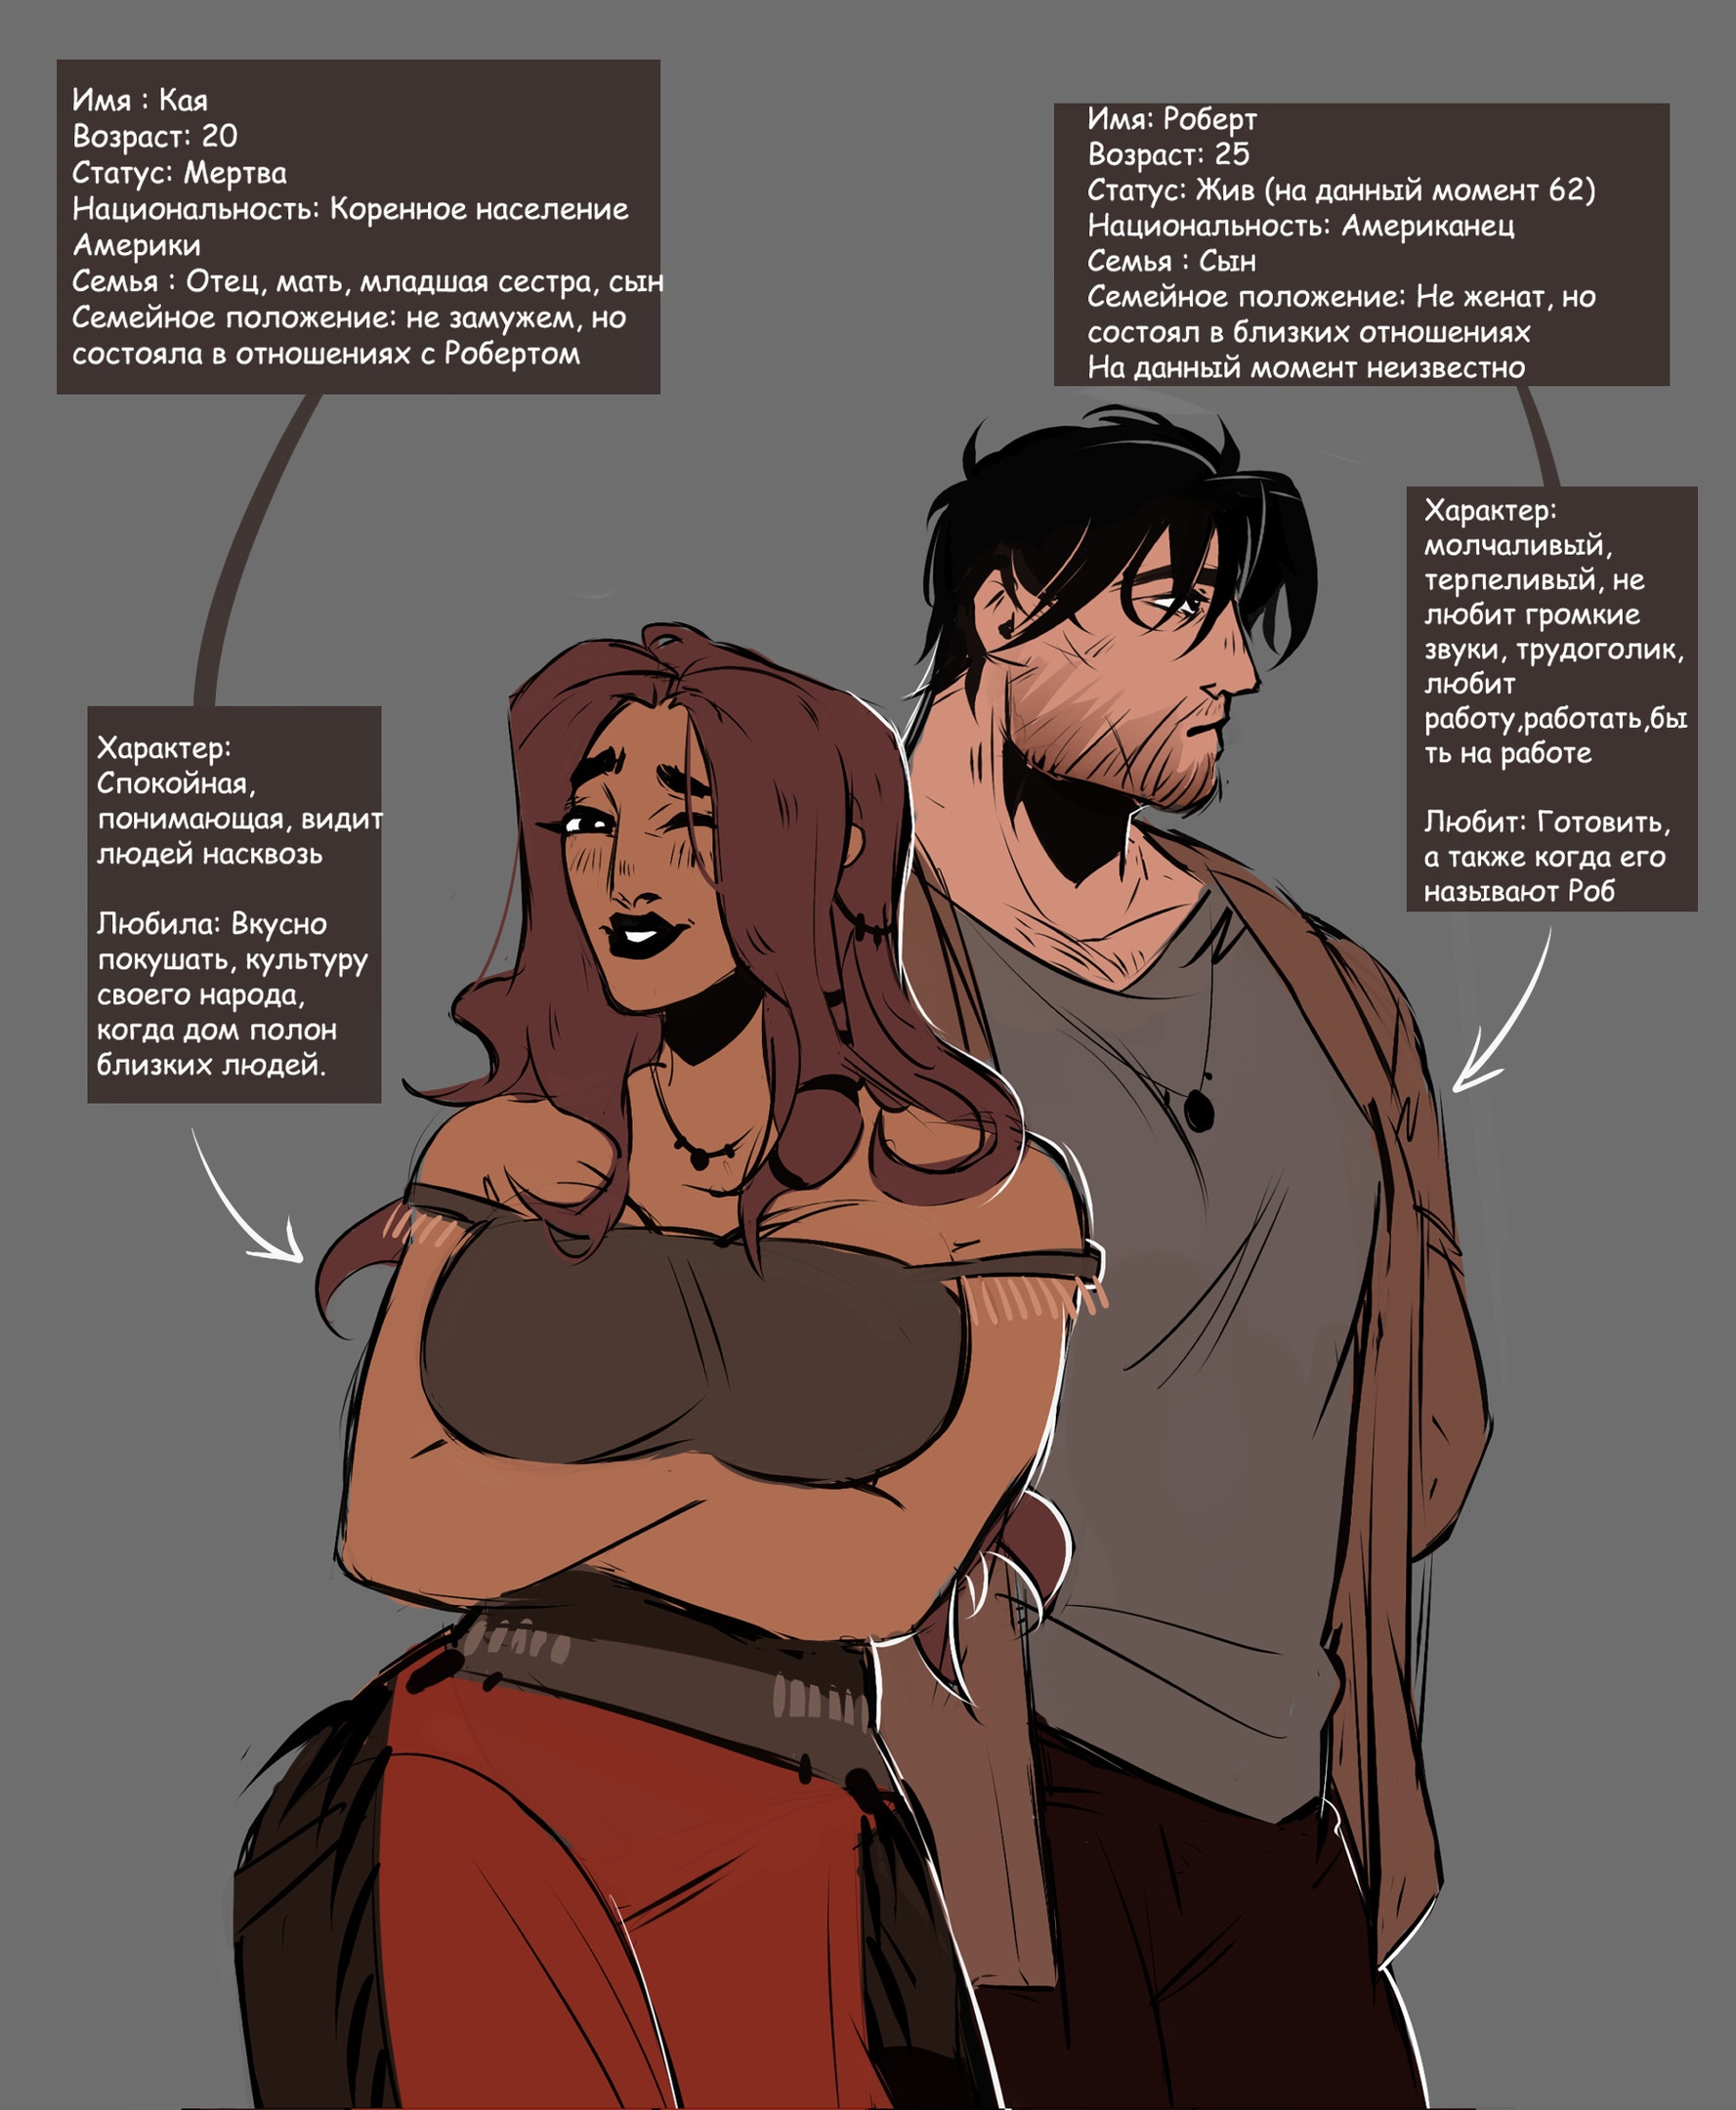 Имя : Кая
Возраст: 20
Статус: Мертва
Национальность: Коренное население
Америки
Семья : Отец, мать, младшая сестра, сын
Семейное положение: не замужем, но
состояла в отношениях с Робертом
Имя: Роберт
Возраст: 25
Статус: Жив (на данный момент 62)
Национальность: Американец
Семья : Сын
Семейное положение: Не женат, но
состоял в близких отношениях
На данный момент неизвестно
Характер:
молчаливый,
терпеливый, не
любит громкие
звуки, трудоголик,
любит
работу,работать,бы
ть на работе
Любит: Готовить,
а также когда его
называют Роб
Характер:
Спокойная,
понимающая, видит
людей насквозь
Любила: Вкусно
покушать, культуру
своего народа,
когда дом полон
близких людей.